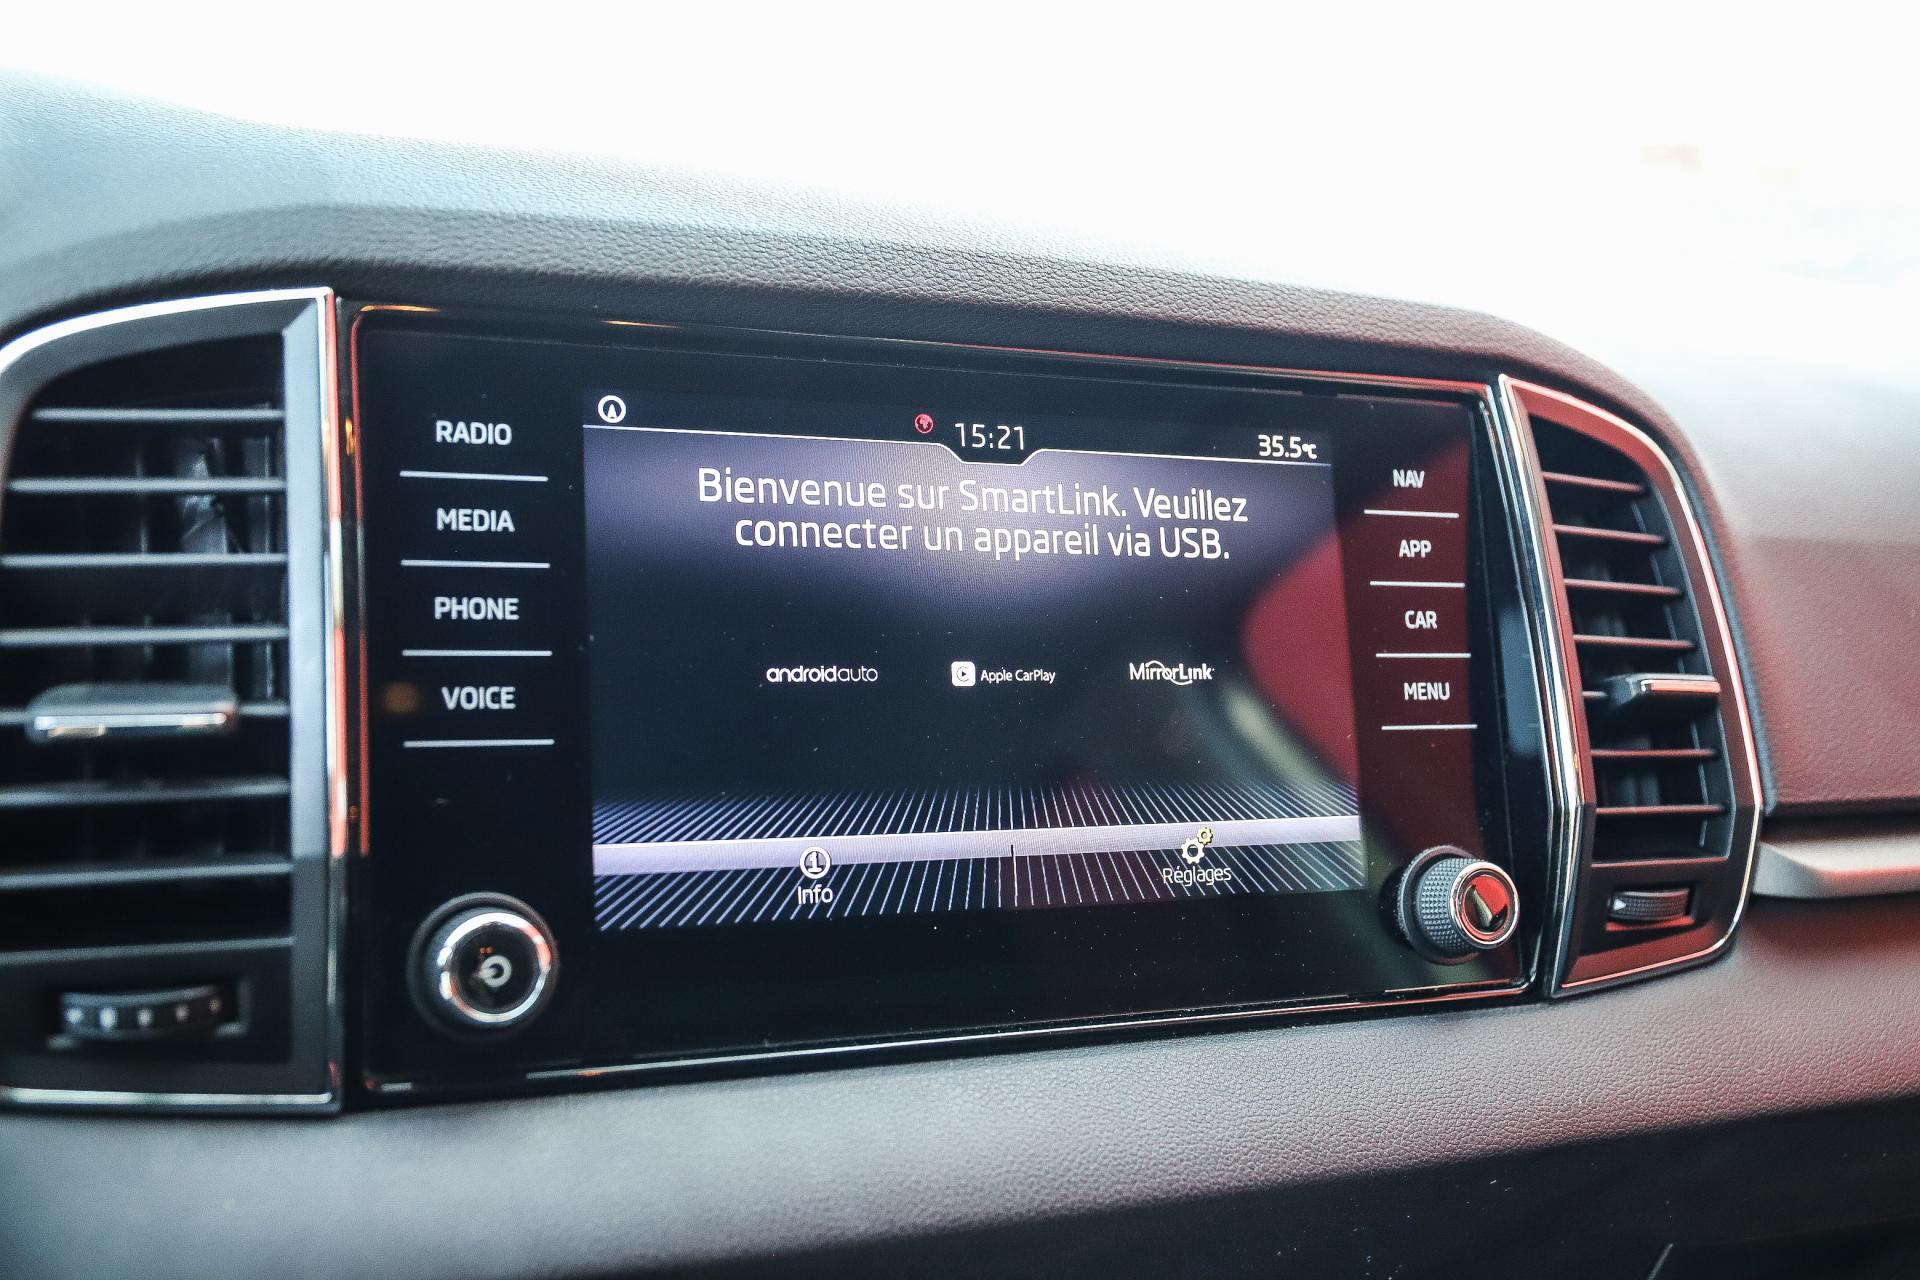 RADIO
MEDIA
PHONE
VOICE
15:21
35.5°C
Bienvenue sur SmartLink. Veuillez
connecter un appareil via USB.
androidauto
Apple CarPlay
MirrorLink
Info
Réglages
NAV
APP
CAR
MENU